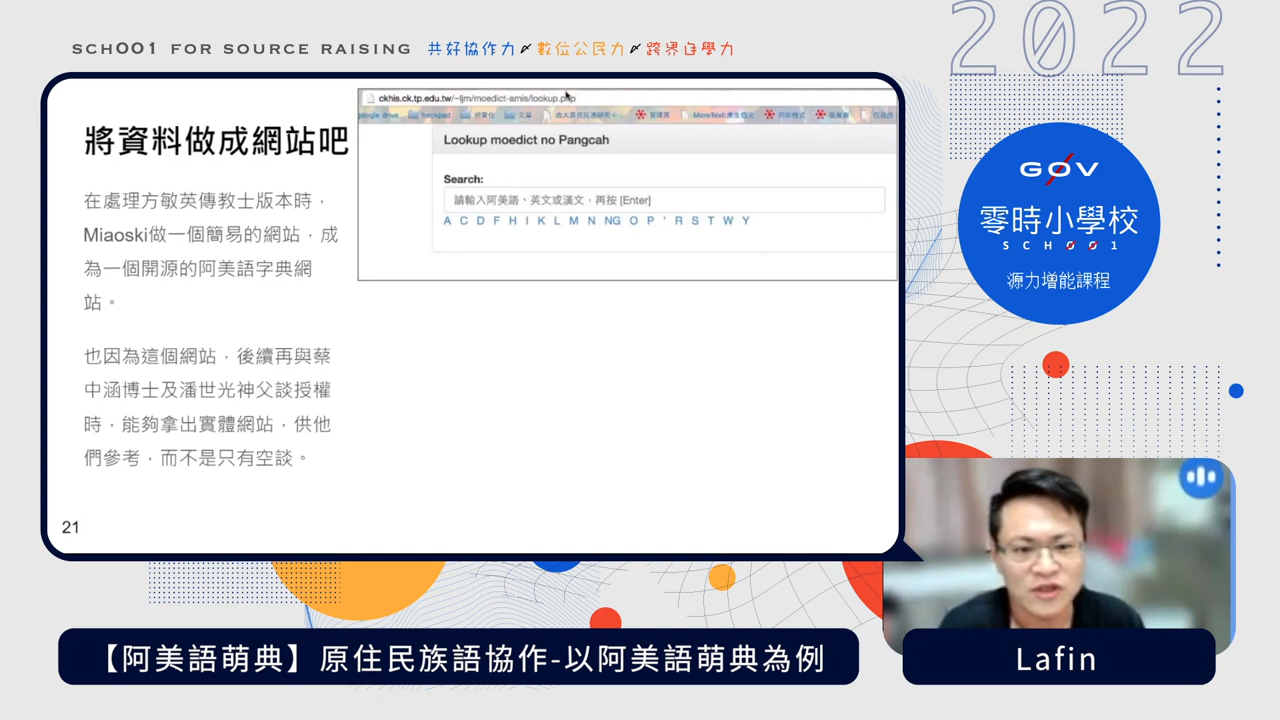 SCHOO1 FOR SOURCE RAISING 共好協作力 數位公民力 跨界自學力
2022
ckhis.ck.tp.edu.tw/~ljm/moedict-amis/lookup.php
google drive hackpad 文章
將資料做成網站吧
Lookup moedict no Pangcah
Search:
請輸入阿美語、英文或漢文，再按 [Enter]
A C D F H I K L M N NG O P ' R S T W Y
在處理方敏英傳教士版本時，
Miaoski做一個簡易的網站，成
為一個開源的阿美語字典網
站。
也因為這個網站，後續再與蔡
中涵博士及潘世光神父談授權
時，能夠拿出實體網站，供他
們參考，而不是只有空談。
21
G0V
零時小學校
SCH001
源力增能課程
【阿美語萌典】原住民族語協作-以阿美語萌典為例
Lafin